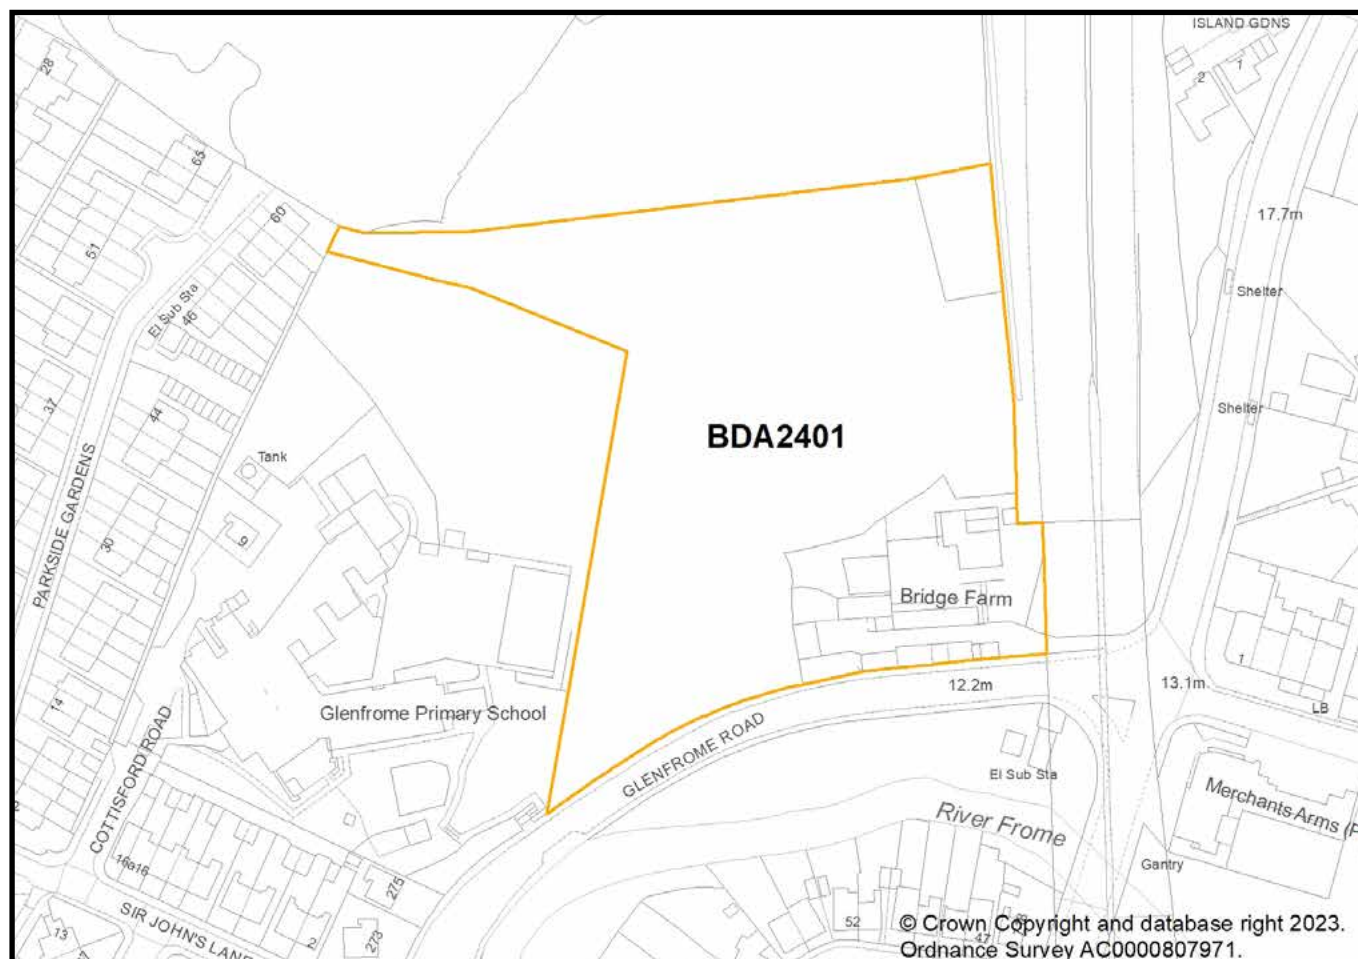 ISLAND GDNS
28
1
2
65
60
17.7m
51
El Sub Sta
46
Shelter
37
44
Shelter
BDA2401
Tank
PARKSIDE GARDENS
30
9
Bridge Farm
1
12.2m
13.1m
14
Glenfrome Primary School
LB
COTTISFORD ROAD
GLENFROME ROAD
El Sub Sta
Merchants Arms (P
2
River Frome
16a16
Gantry
275
SIR JOHN'S LANE
13
2
273
52
47
© Crown Copyright and database right 2023.
Ordnance Survey AC0000807971.